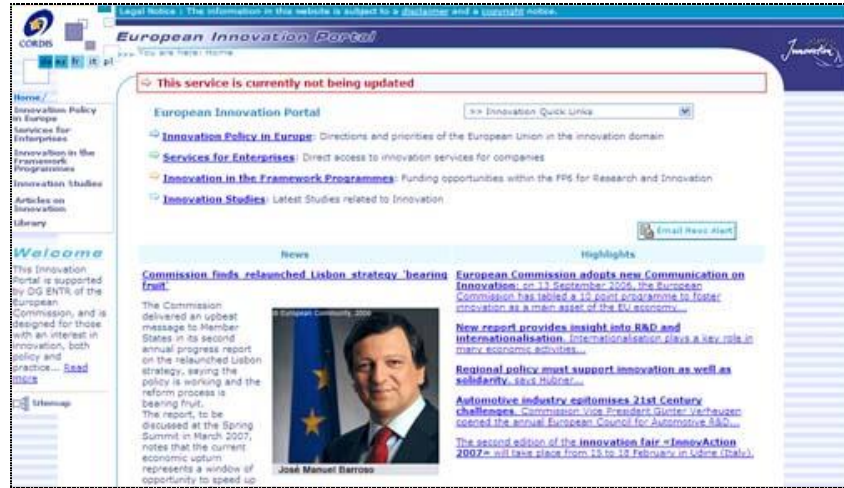 Legal Notice : The information in this website is subject to a disclaimer and a copyright notice.
CORDIS
European Innovation Portal
Innovation
de es fr it pl
>>> You are here: Home
This service is currently not being updated
Home /
Innovation Policy
in Europe
Services for
Enterprises
Innovation in the
Framework
Programmes
Innovation Studies
Articles on
Innovation
Library
Welcome
This Innovation
Portal is supported
by DG ENTR of the
European
Commission, and is
designed for those
with an interest in
innovation, both
policy and
practice... Read
more
Sitemap
European Innovation Portal
>> Innovation Quick Links
Innovation Policy in Europe: Directions and priorities of the European Union in the innovation domain
Services for Enterprises: Direct access to innovation services for companies
Innovation in the Framework Programmes: Funding opportunities within the FP6 for Research and Innovation
Innovation Studies: Latest Studies related to Innovation
Email News Alert
News
Commission finds relaunched Lisbon strategy 'bearing
fruit'
The Commission
delivered an upbeat
message to Member
States in its second
annual progress report
on the relaunched Lisbon
strategy, saying the
policy is working and the
reform process is
bearing fruit.
The report, to be
discussed at the Spring
Summit in March 2007,
notes that the current
economic upturn
represents a window of
opportunity to speed up
© European Community, 2006
José Manuel Barroso
Highlights
European Commission adopts new Communication on
Innovation: on 13 September 2006, the European
Commission has tabled a 10 point programme to foster
innovation as a main asset of the EU economy...
New report provides insight into R&D and
internationalisation. Internationalisation plays a key role in
many economic activities...
Regional policy must support innovation as well as
solidarity, says Hübner...
Automotive industry epitomises 21st Century
challenges. Commission Vice President Günter Verheugen
opened the annual European Council for Automotive R&D...
The second edition of the innovation fair «InnovAction
2007» will take place from 15 to 18 February in Udine (Italy).